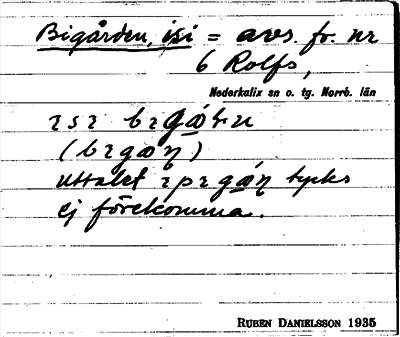 Bigården, isi = avs. fr. nr
6 Rolfs,
Nederkalix sn o. tg. Norrb. län
uttalet tycks
ej förekomma.
RUBEN DANIELSSON 1935